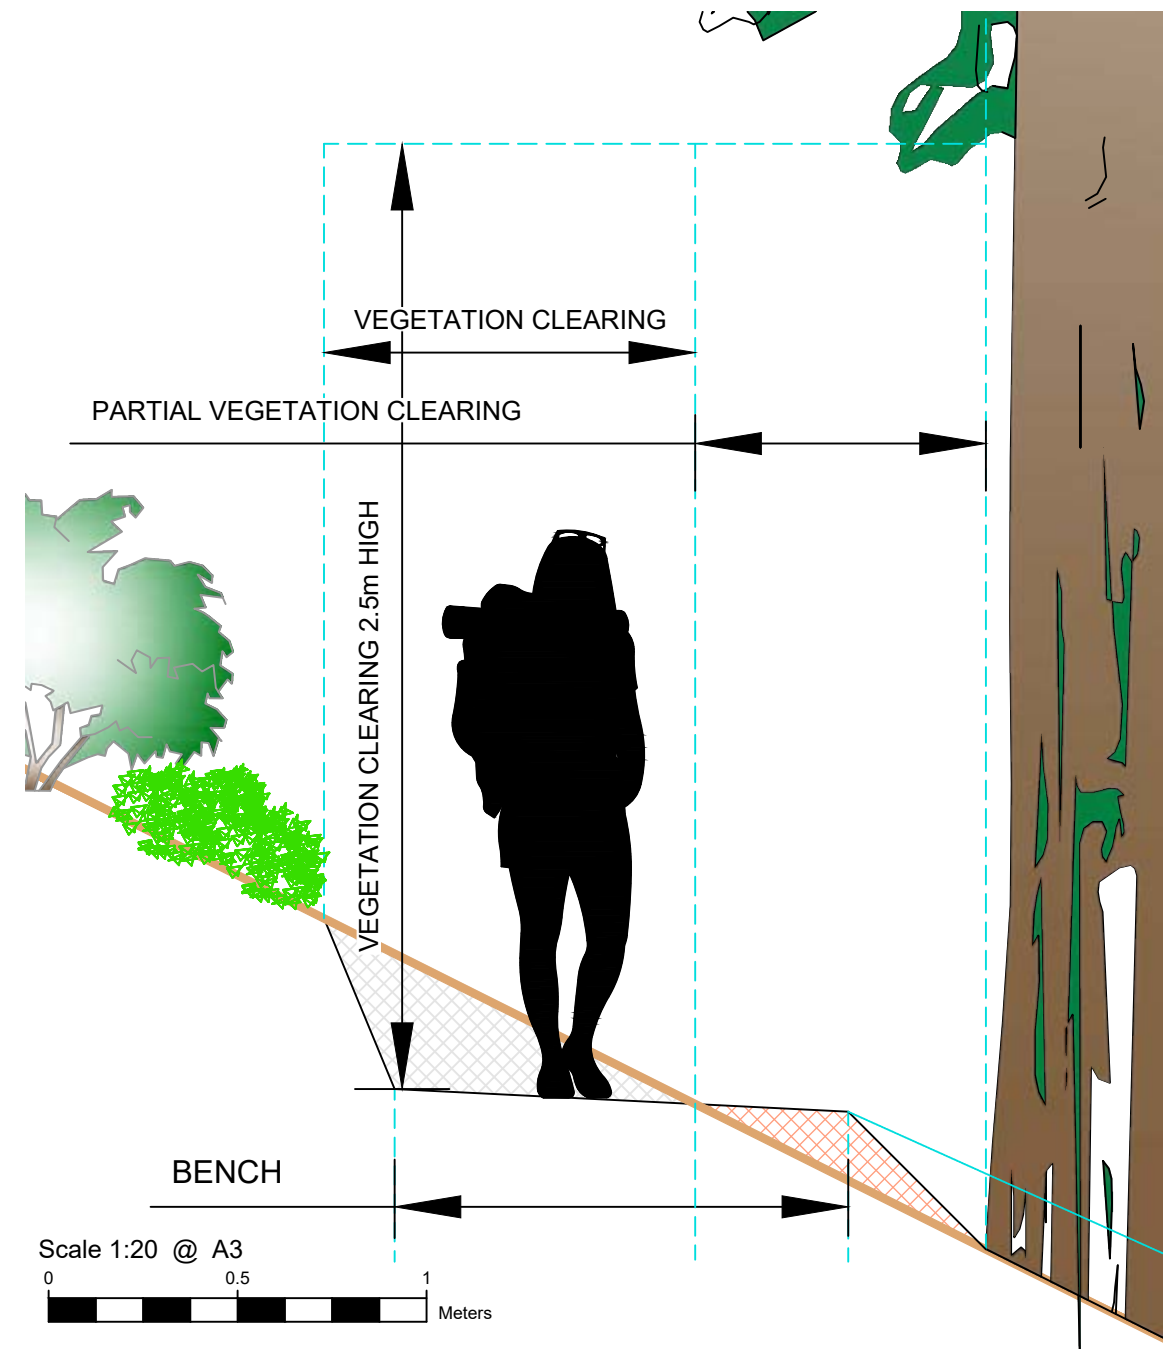 VEGETATION CLEARING
PARTIAL VEGETATION CLEARING
VEGETATION CLEARING 2.5m HIGH
BENCH
Scale 1:20 @ A3
0 0.5 1
Meters